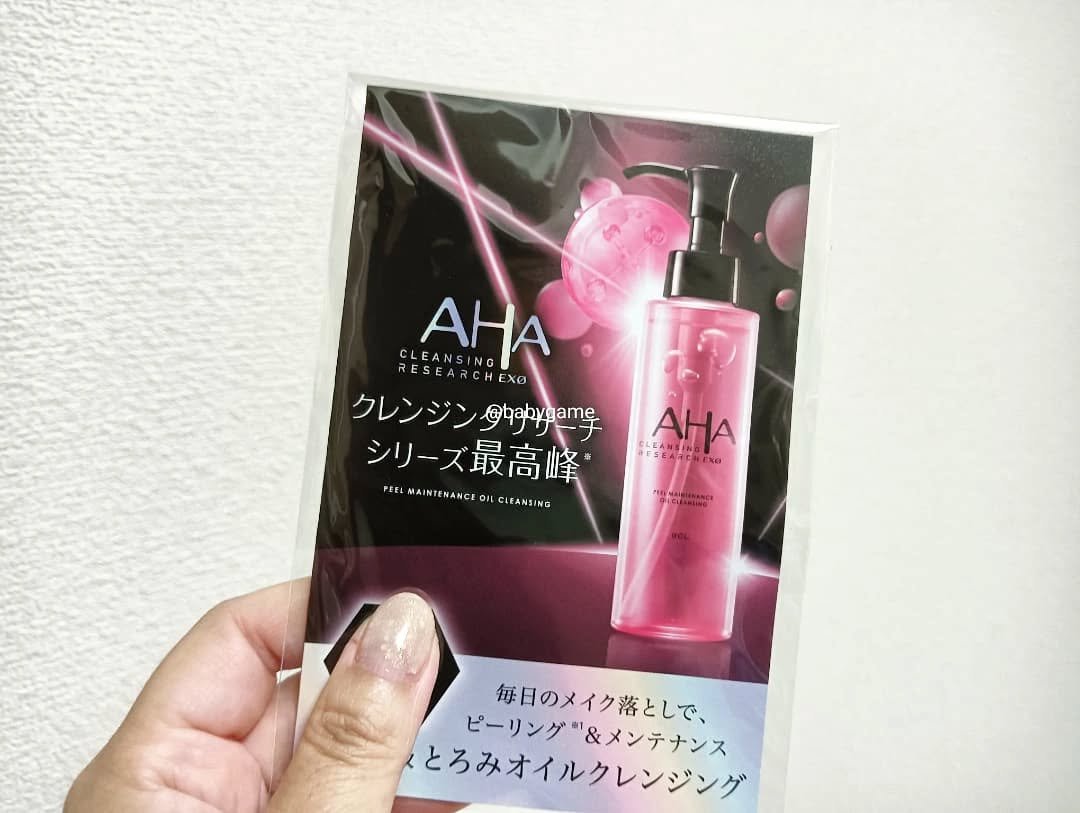 AHA
CLEANSING
RESEARCH EXØ
クレンジングリサーチ
@babygame
シリーズ最高峰※
PEEL MAINTENANCE OIL CLEANSING
AHA
CLEANSING
RESEARCH EXØ
PEEL MAINTENANCE
OIL CLEANSING
毎日のメイク落としで、
ピーリング※1&メンテナンス
とろみオイルクレンジング